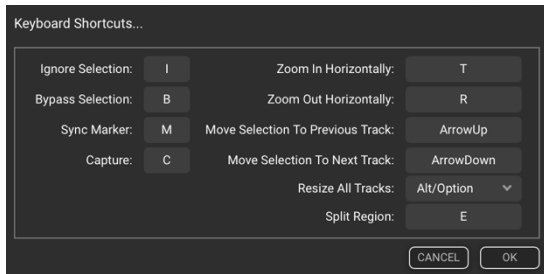 Keyboard Shortcuts...
Ignore Selection: I Zoom In Horizontally: T
Bypass Selection: B Zoom Out Horizontally: R
Sync Marker: M Move Selection To Previous Track: ArrowUp
Capture: C Move Selection To Next Track: ArrowDown
Resize All Tracks: Alt/Option
Split Region: E
CANCEL OK